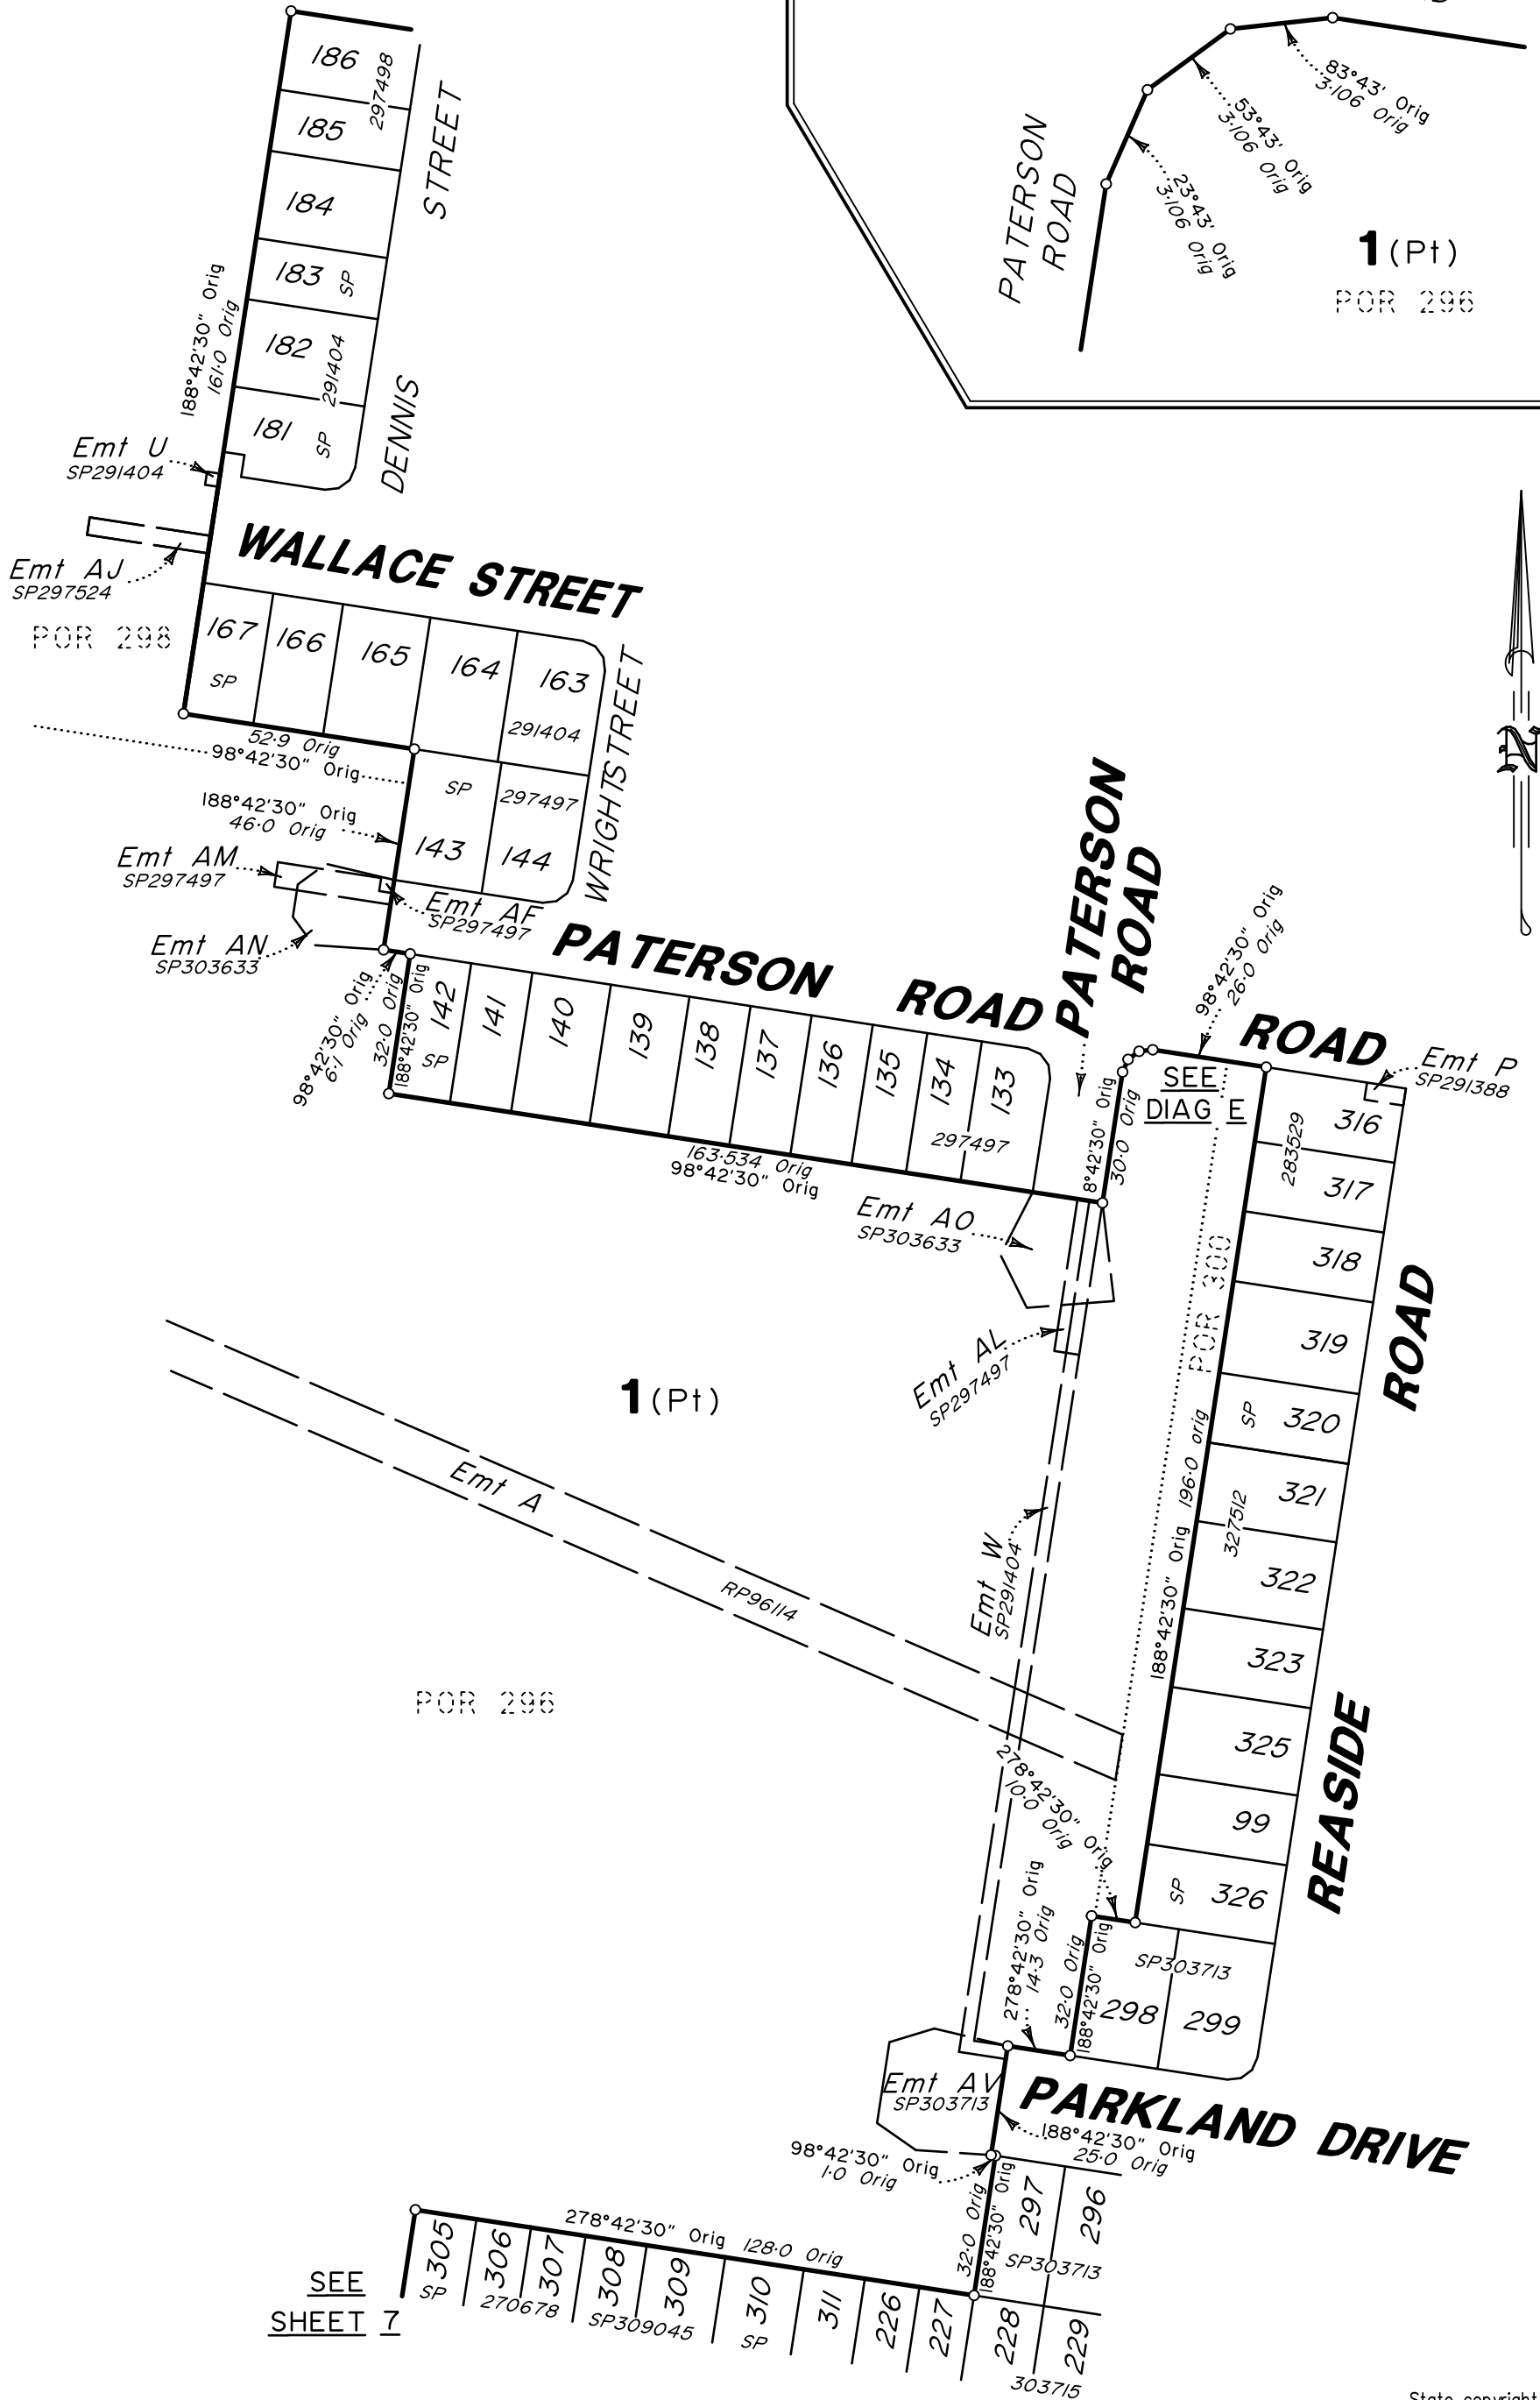 186
297498
185
STREET
184
183
SP
182
291404
181
SP
DENNIS
188°42'30" Orig
161·0 Orig
83°43' Orig
3·106 Orig
53°43' Orig
3·106 Orig
23°43' Orig
3·106 Orig
PATERSON
ROAD
1 (Pt)
POR 296
Emt U
SP291404
Emt AJ
SP297524
WALLACE STREET
POR 298
167
SP
166
165
164
163
291404
52·9 Orig
98°42'30" Orig
188°42'30" Orig
46·0 Orig
SP
297497
143
144
WRIGHT STREET
Emt AM
SP297497
Emt AF
SP297497
Emt AN
SP303633
98°42'30" Orig
6·1 Orig
32·0 Orig
188°42'30" Orig
PATERSON ROAD
PATERSON
ROAD
142
SP
141
140
139
138
137
136
135
134
133
297497
163·534 Orig
98°42'30" Orig
98°42'30" Orig
26·0 Orig
ROAD
SEE
DIAG E
8°42'30" Orig
30·0 Orig
Emt P
SP291388
316
283529
317
318
319
SP
320
321
327512
322
323
325
99
SP
326
ROAD
REASIDE
POR 300
188°42'30" Orig 196·0 orig
Emt AO
SP303633
Emt AL
SP297497
1 (Pt)
Emt A
RP96114
Emt W
SP291404
POR 296
278°42'30" Orig
10·0 Orig
278°42'30" Orig
14·3 Orig
32·0 Orig
188°42'30" Orig
SP303713
298
299
Emt AV
SP303713
PARKLAND DRIVE
188°42'30" Orig
25·0 Orig
98°42'30" Orig
1·0 Orig
32·0 Orig
188°42'30" Orig
297
296
SP303713
278°42'30" Orig 128·0 Orig
SEE
SHEET 7
305
SP
306
307
270678
308
309
SP309045
310
SP
311
226
227
228
229
303715
State copyright